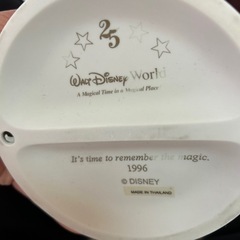 25
Walt Disney World
A Magical Time in a Magical Place
It's time to remember the magic.
1996
© DISNEY
MADE IN THAILAND